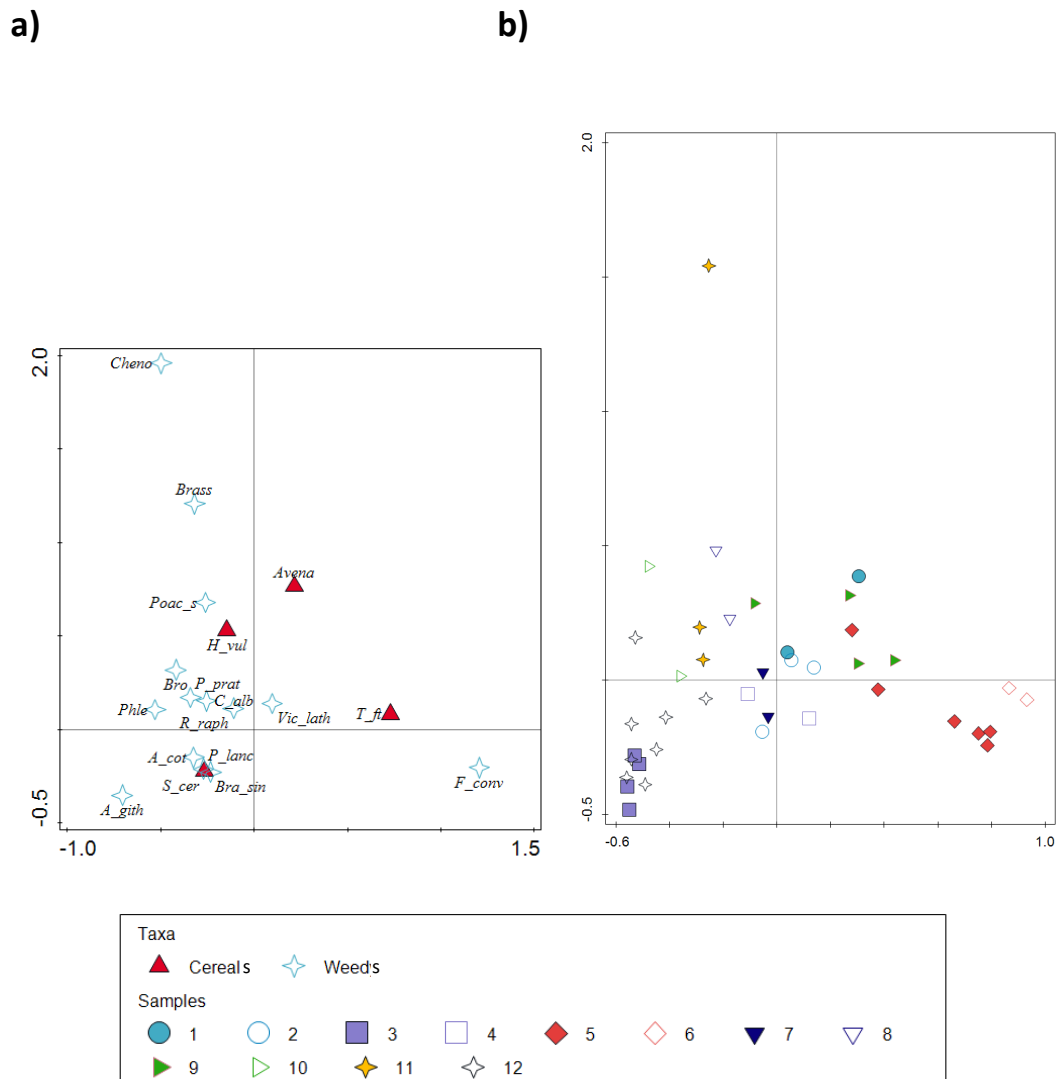 a) b)
2.0
2.0
Cheno
Brass
Avena
Poac_s
H_vul
Bro P_prat
C_alb
Phle Vic_lath T_ft
R_raph
A_cot P_lanc
F_conv
S_cer Bra_sin
A_gith
-0.5
-0.5
-1.0 1.5
-0.6 1.0
Taxa
Cereals Weeds
Samples
1 2 3 4 5 6 7 8
9 10 11 12